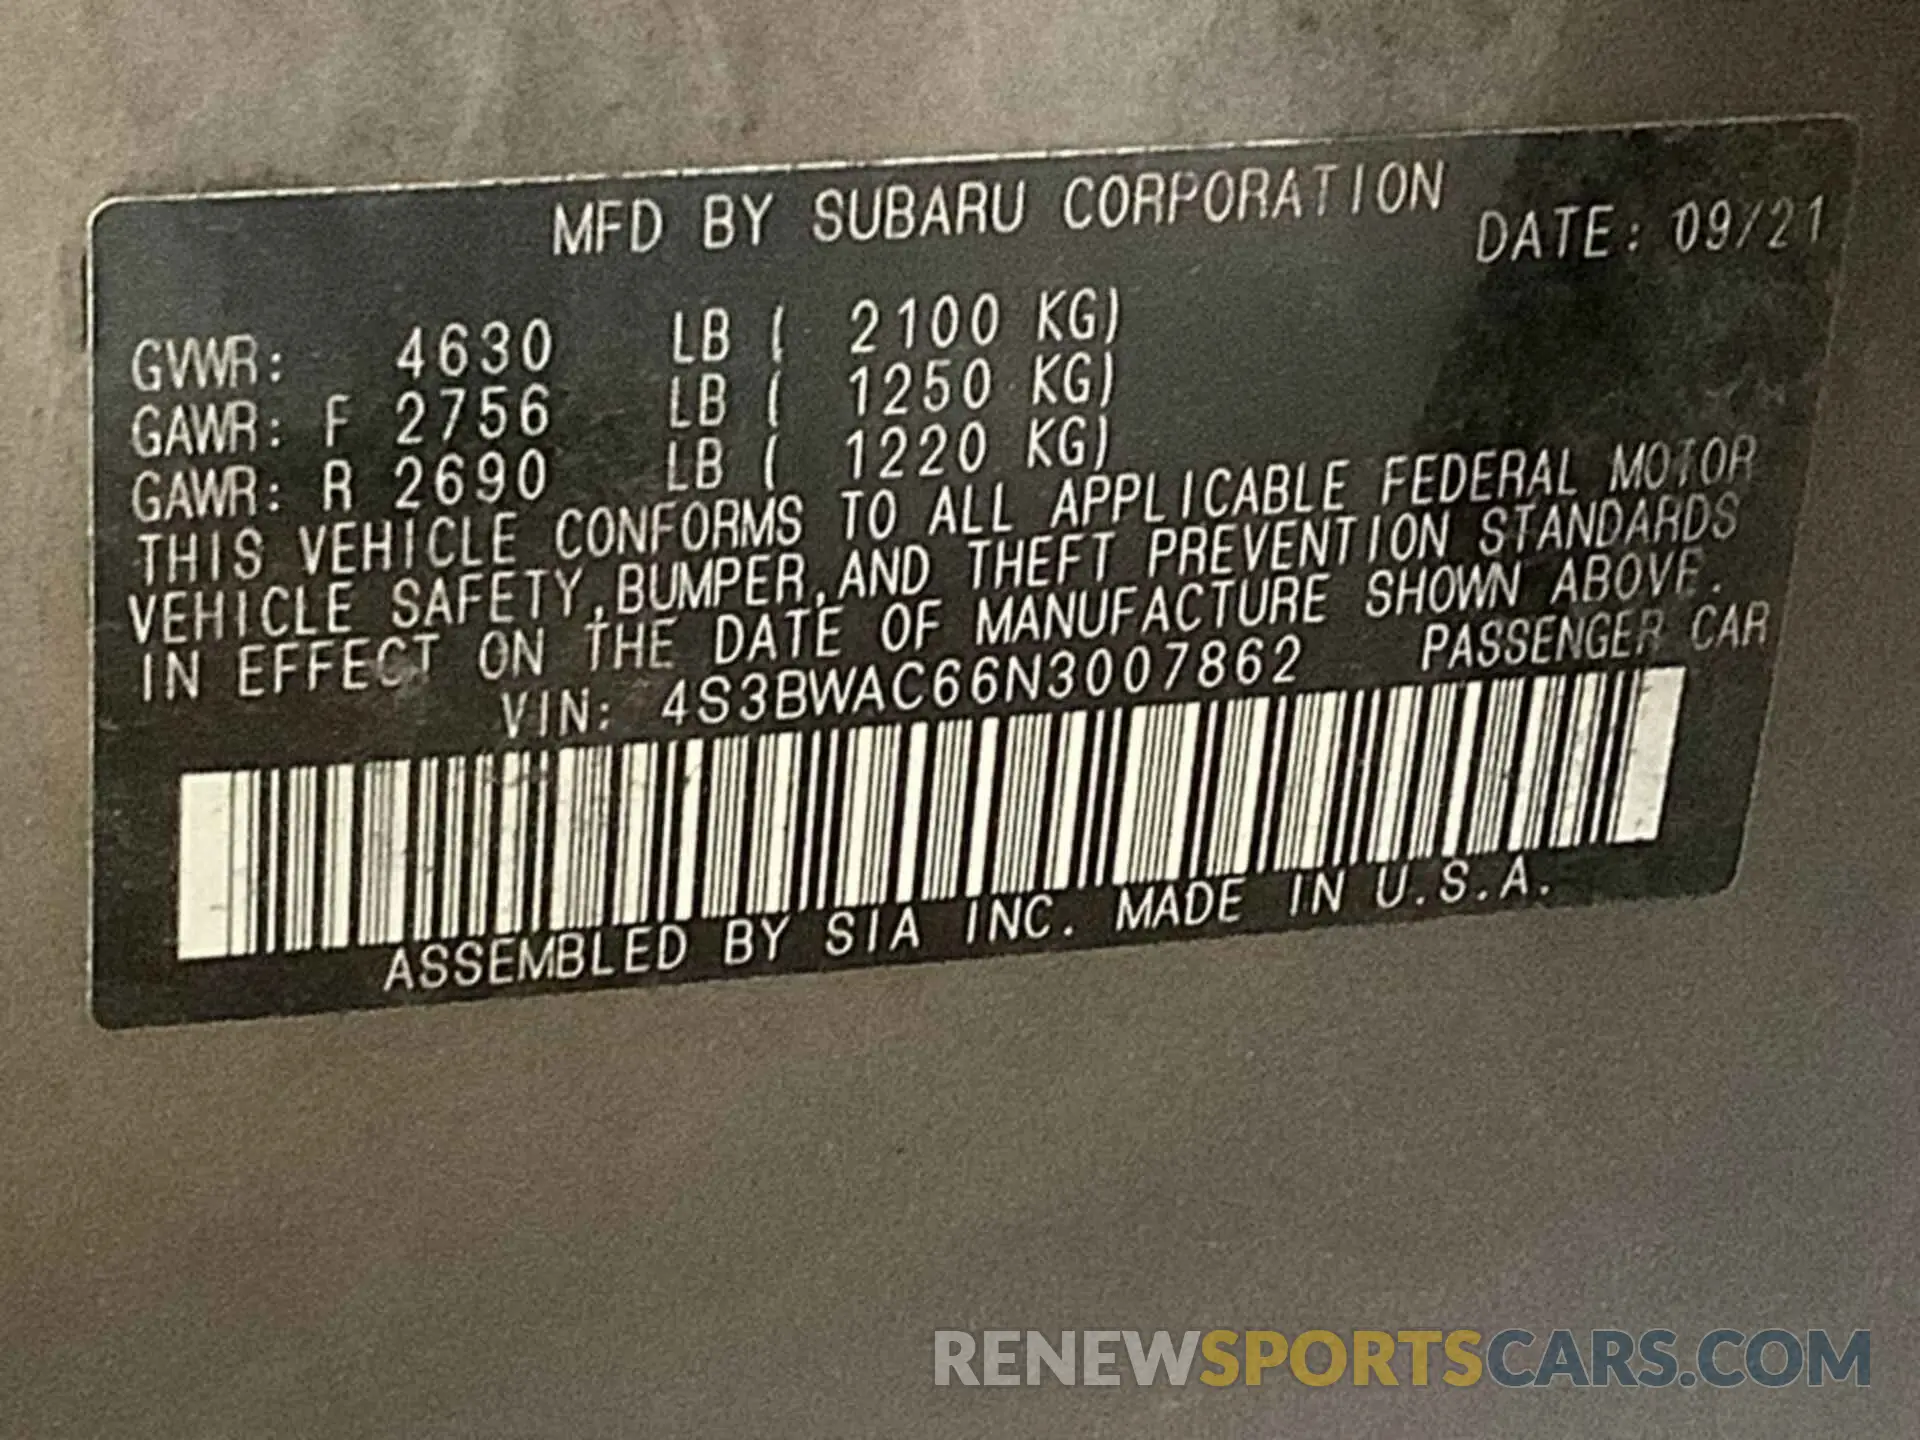 MFD BY SUBARU CORPORATION DATE: 09/21
GVWR: 4630 LB ( 2100 KG)
GAWR: F 2756 LB ( 1250 KG)
GAWR: R 2690 LB ( 1220 KG)
THIS VEHICLE CONFORMS TO ALL APPLICABLE FEDERAL MOTOR
VEHICLE SAFETY,BUMPER,AND THEFT PREVENTION STANDARDS
IN EFFECT ON THE DATE OF MANUFACTURE SHOWN ABOVE.
VIN: 4S3BWAC66N3007862 PASSENGER CAR
ASSEMBLED BY SIA INC. MADE IN U.S.A.
RENEWSPORTSCARS.COM